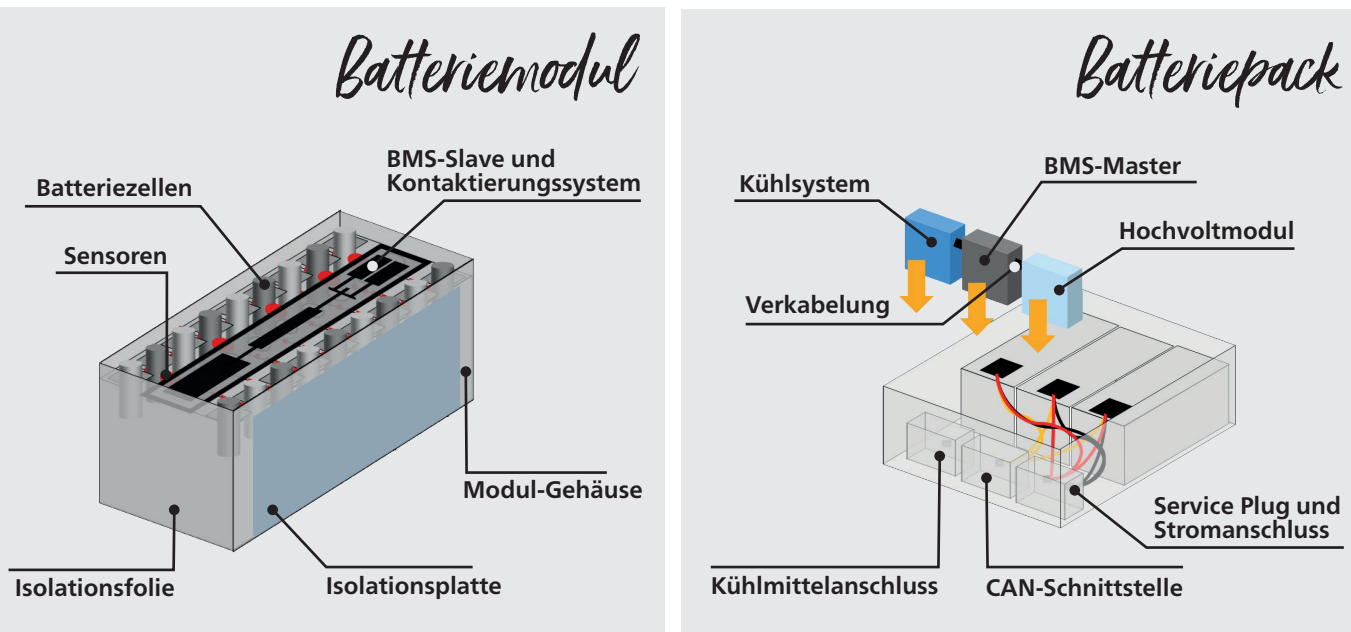 Batteriemodul
BMS-Slave und
Kontaktierungssystem
Batteriezellen
Sensoren
Modul-Gehäuse
Isolationsfolie
Isolationsplatte
Batteriepack
BMS-Master
Kühlsystem
Hochvoltmodul
Verkabelung
Service Plug und
Stromanschluss
Kühlmittelanschluss
CAN-Schnittstelle